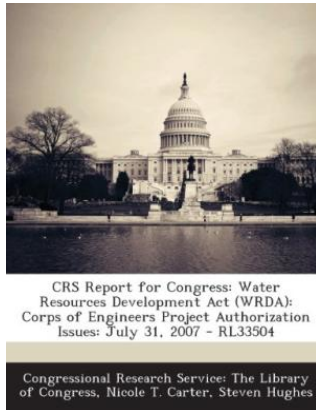 CRS Report for Congress: Water
Resources Development Act (WRDA):
Corps of Engineers Project Authorization
Issues: July 31, 2007 - RL33504
Congressional Research Service: The Library
of Congress, Nicole T. Carter, Steven Hughes